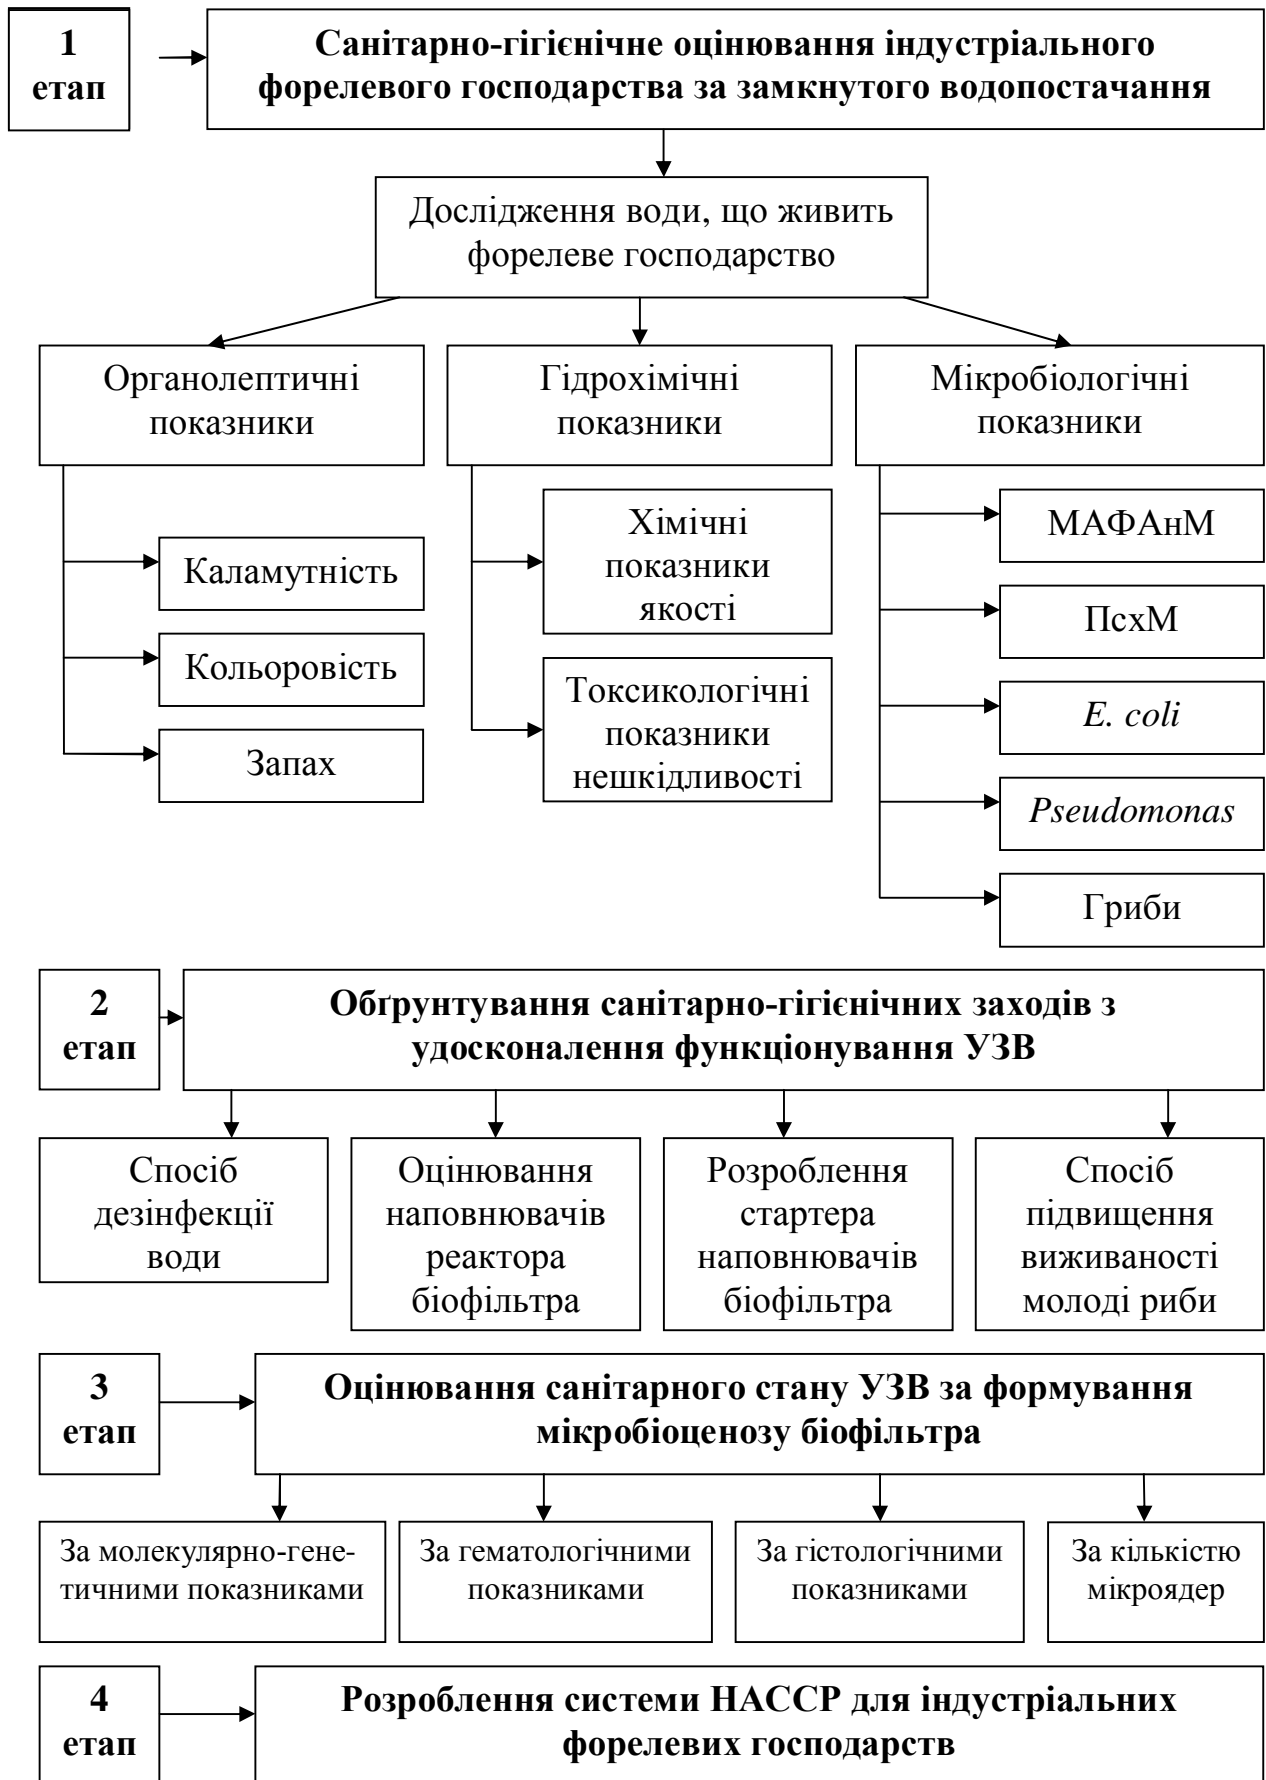 1
етап
Санітарно-гігієнічне оцінювання індустріального
форелевого господарства за замкнутого водопостачання
Дослідження води, що живить
форелеве господарство
Органолептичні
показники
Гідрохімічні
показники
Мікробіологічні
показники
Каламутність
Кольоровість
Запах
Хімічні
показники
якості
Токсикологічні
показники
нешкідливості
МАФАнМ
ПсхМ
E. coli
Pseudomonas
Гриби
2
етап
Обґрунтування санітарно-гігієнічних заходів з
удосконалення функціонування УЗВ
Спосіб
дезінфекції
води
Оцінювання
наповнювачів
реактора
біофільтра
Розроблення
стартера
наповнювачів
біофільтра
Спосіб
підвищення
виживаності
молоді риби
3
етап
Оцінювання санітарного стану УЗВ за формування
мікробіоценозу біофільтра
За молекулярно-гене-
тичними показниками
За гематологічними
показниками
За гістологічними
показниками
За кількістю
мікроядер
4
етап
Розроблення системи НАССР для індустріальних
форелевих господарств